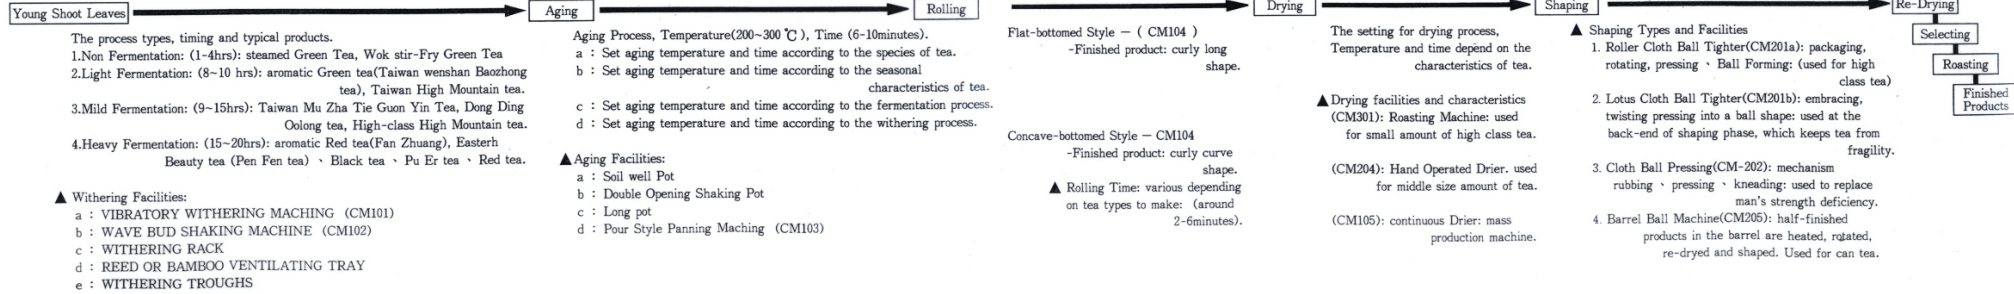 Young Shoot Leaves
Aging
Rolling
Drying
Shaping
Re-Drying
Selecting
Roasting
Finished
Products
The process types, timing and typical products.
1.Non Fermentation: (1-4hrs): steamed Green Tea, Wok stir-Fry Green Tea
2.Light Fermentation: (8~10 hrs): aromatic Green tea(Taiwan wenshan Baozhong
tea), Taiwan High Mountain tea.
3.Mild Fermentation: (9~15hrs): Taiwan Mu Zha Tie Guon Yin Tea, Dong Ding
Oolong tea, High-class High Mountain tea.
4.Heavy Fermentation: (15~20hrs): aromatic Red tea(Fan Zhuang), Easterh
Beauty tea (Pen Fen tea) 、 Black tea 、 Pu Er tea 、 Red tea.
▲ Withering Facilities:
a : VIBRATORY WITHERING MACHING (CM101)
b : WAVE BUD SHAKING MACHINE (CM102)
c : WITHERING RACK
d : REED OR BAMBOO VENTILATING TRAY
e : WITHERING TROUGHS
Aging Process, Temperature(200~300 ℃), Time (6-10minutes).
a : Set aging temperature and time according to the species of tea.
b : Set aging temperature and time according to the seasonal
characteristics of tea.
c : Set aging temperature and time according to the fermentation process.
d : Set aging temperature and time according to the withering process.
▲ Aging Facilities:
a : Soil well Pot
b : Double Opening Shaking Pot
c : Long pot
d : Pour Style Panning Maching (CM103)
Flat-bottomed Style — ( CM104 )
-Finished product: curly long
shape.
Concave-bottomed Style — CM104
-Finished product: curly curve
shape.
▲ Rolling Time: various depending
on tea types to make: (around
2-6minutes).
The setting for drying process,
Temperature and time depend on the
characteristics of tea.
▲Drying facilities and characteristics
(CM301): Roasting Machine: used
for small amount of high class tea.
(CM204): Hand Operated Drier. used
for middle size amount of tea.
(CM105): continuous Drier: mass
production machine.
▲ Shaping Types and Facilities
1. Roller Cloth Ball Tighter(CM201a): packaging,
rotating, pressing 、 Ball Forming: (used for high
class tea)
2. Lotus Cloth Ball Tighter(CM201b): embracing,
twisting pressing into a ball shape: used at the
back-end of shaping phase, which keeps tea from
fragility.
3. Cloth Ball Pressing(CM-202): mechanism
rubbing 、 pressing 、 kneading: used to replace
man's strength deficiency.
4. Barrel Ball Machine(CM205): half-finished
products in the barrel are heated, rotated,
re-dryed and shaped. Used for can tea.